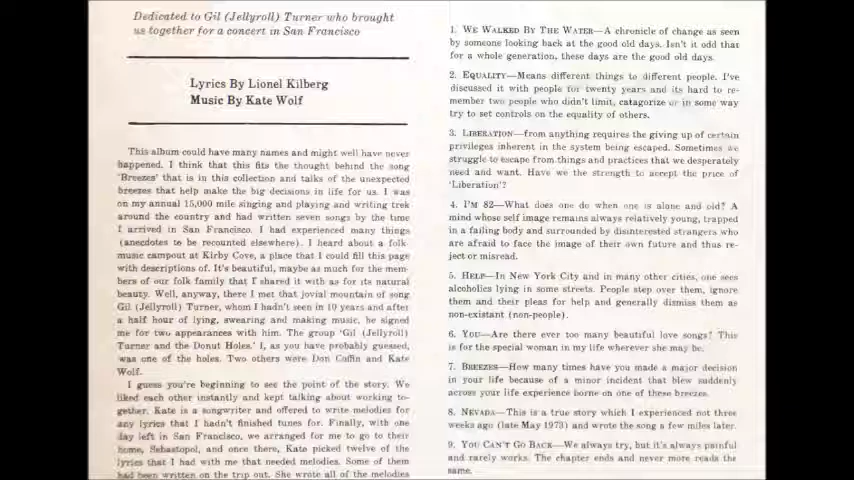 Dedicated to Gil (Jellyroll) Turner who brought
us together for a concert in San Francisco
Lyrics By Lionel Kilberg
Music By Kate Wolf
This album could have many names and might well have never
happened. I think that this fits the thought behind the song
'Breezes' that is in this collection and talks of the unexpected
breezes that help make the big decisions in life for us. I was
on my annual 15,000 mile singing and playing and writing trek
around the country and had written seven songs by the time
I arrived in San Francisco. I had experienced many things
(anecdotes to be recounted elsewhere). I heard about a folk-
music campout at Kirby Cove, a place that I could fill this page
with descriptions of. It's beautiful, maybe as much for the mem-
bers of our folk family that I shared it with as for its natural
beauty. Well, anyway, there I met that jovial mountain of song
Gil (Jellyroll) Turner, whom I hadn't seen in 10 years and after
a half hour of lying, swearing and making music, he signed
me for two appearances with him. The group 'Gil (Jellyroll)
Turner and the Donut Holes.' I, as you have probably guessed,
was one of the holes. Two others were Don Coffin and Kate
Wolf.
I guess you're beginning to see the point of the story. We
liked each other instantly and kept talking about working to-
gether. Kate is a songwriter and offered to write melodies for
any lyrics that I hadn't finished tunes for. Finally, with one
day left in San Francisco, we arranged for me to go to their
home, Sebastopol, and once there, Kate picked twelve of the
lyrics that I had with me that needed melodies. Some of them
had been written on the trip out. She wrote all of the melodies
1. WE WALKED BY THE WATER—A chronicle of change as seen
by someone looking back at the good old days. Isn't it odd that
for a whole generation, these days are the good old days.
2. EQUALITY—Means different things to different people. I've
discussed it with people for twenty years and its hard to re-
member two people who didn't limit, catagorize or in some way
try to set controls on the equality of others.
3. LIBERATION—from anything requires the giving up of certain
privileges inherent in the system being escaped. Sometimes we
struggle to escape from things and practices that we desperately
need and want. Have we the strength to accept the price of
'Liberation'?
4. I'M 82—What does one do when one is alone and old? A
mind whose self image remains always relatively young, trapped
in a failing body and surrounded by disinterested strangers who
are afraid to face the image of their own future and thus re-
ject or misread.
5. HELP—In New York City and in many other cities, one sees
alcoholics lying in some streets. People step over them, ignore
them and their pleas for help and generally dismiss them as
non-existant (non-people).
6. YOU—Are there ever too many beautiful love songs? This
is for the special woman in my life wherever she may be.
7. BREEZES—How many times have you made a major decision
in your life because of a minor incident that blew suddenly
across your life experience borne on one of these breezes.
8. NEVADA—This is a true story which I experienced not three
weeks ago (late May 1973) and wrote the song a few miles later.
9. YOU CAN'T GO BACK—We always try, but it's always painful
and rarely works. The chapter ends and never more reads the
same.